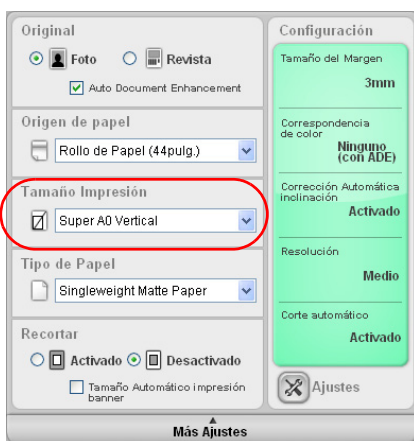 Original
Foto
Revista
Auto Document Enhancement
Origen de papel
Rollo de Papel (44pulg.)
Tamaño Impresión
Super A0 Vertical
Tipo de Papel
Singleweight Matte Paper
Recortar
Activado
Desactivado
Tamaño Automático impresión
banner
Configuración
Tamaño del Margen
3mm
Correspondencia
de color
Ninguno
(con ADE)
Corrección Automática
inclinación
Activado
Resolución
Medio
Corte automático
Activado
Ajustes
Más Ajustes